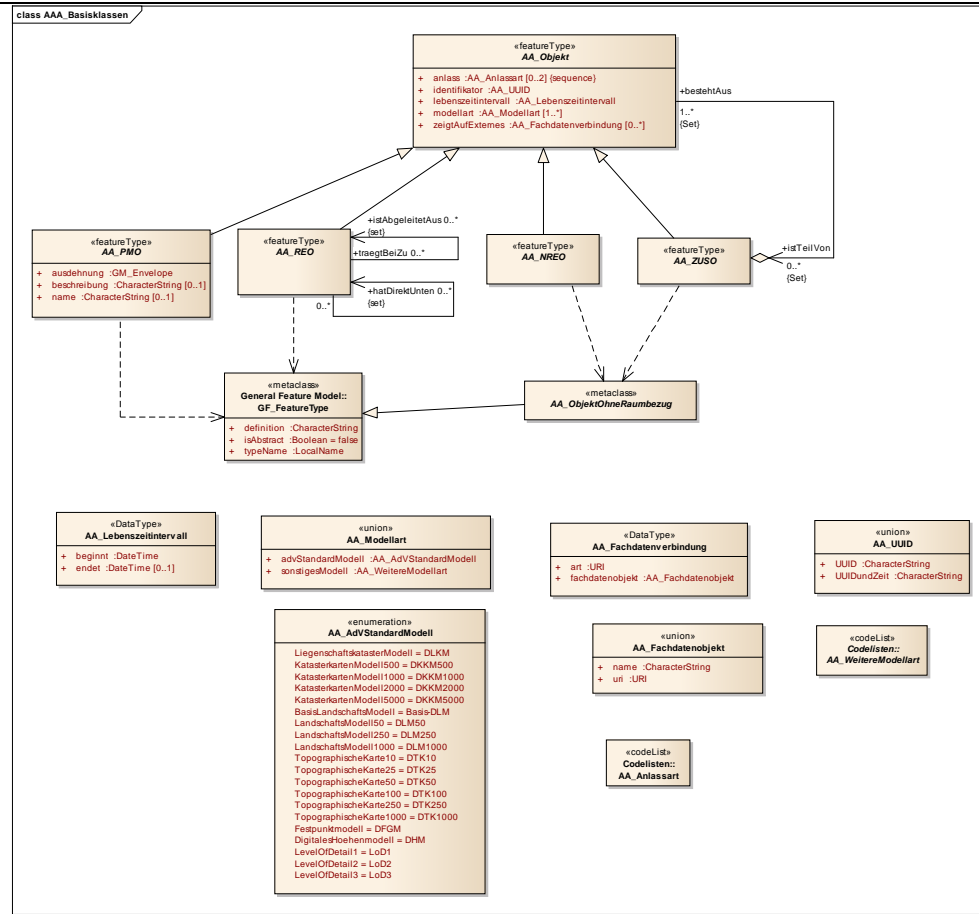 class AAA_Basisklassen
«featureType»
AA_Objekt
+ anlass :AA_Anlassart [0..2] {sequence}
+ identifikator :AA_UUID
+ lebenszeitintervall :AA_Lebenszeitintervall
+ modellart :AA_Modellart [1..*]
+ zeigtAufExternes :AA_Fachdatenverbindung [0..*]
+bestehtAus
1..*
{Set}
«featureType»
AA_PMO
+ ausdehnung :GM_Envelope
+ beschreibung :CharacterString [0..1]
+ name :CharacterString [0..1]
«featureType»
AA_REO
+istAbgeleitetAus 0..*
{set}
+traegtBeiZu 0..*
+hatDirektUnten 0..*
{set}
0..*
«featureType»
AA_NREO
«featureType»
AA_ZUSO
+istTeilVon
0..*
{Set}
«metaclass»
General Feature Model::
GF_FeatureType
+ definition :CharacterString
+ isAbstract :Boolean = false
+ typeName :LocalName
«metaclass»
AA_ObjektOhneRaumbezug
«DataType»
AA_Lebenszeitintervall
+ beginnt :DateTime
+ endet :DateTime [0..1]
«union»
AA_Modellart
+ advStandardModell :AA_AdVStandardModell
+ sonstigesModell :AA_WeitereModellart
«DataType»
AA_Fachdatenverbindung
+ art :URI
+ fachdatenobjekt :AA_Fachdatenobjekt
«union»
AA_UUID
+ UUID :CharacterString
+ UUIDundZeit :CharacterString
«enumeration»
AA_AdVStandardModell
LiegenschaftskatasterModell = DLKM
KatasterkartenModell500 = DKKM500
KatasterkartenModell1000 = DKKM1000
KatasterkartenModell2000 = DKKM2000
KatasterkartenModell5000 = DKKM5000
BasisLandschaftsModell = Basis-DLM
LandschaftsModell50 = DLM50
LandschaftsModell250 = DLM250
LandschaftsModell1000 = DLM1000
TopographischeKarte10 = DTK10
TopographischeKarte25 = DTK25
TopographischeKarte50 = DTK50
TopographischeKarte100 = DTK100
TopographischeKarte250 = DTK250
TopographischeKarte1000 = DTK1000
Festpunktmodell = DFGM
DigitalesHoehenmodell = DHM
LevelOfDetail1 = LoD1
LevelOfDetail2 = LoD2
LevelOfDetail3 = LoD3
«union»
AA_Fachdatenobjekt
+ name :CharacterString
+ uri :URI
«codeList»
Codelisten::
AA_WeitereModellart
«codeList»
Codelisten::
AA_Anlassart